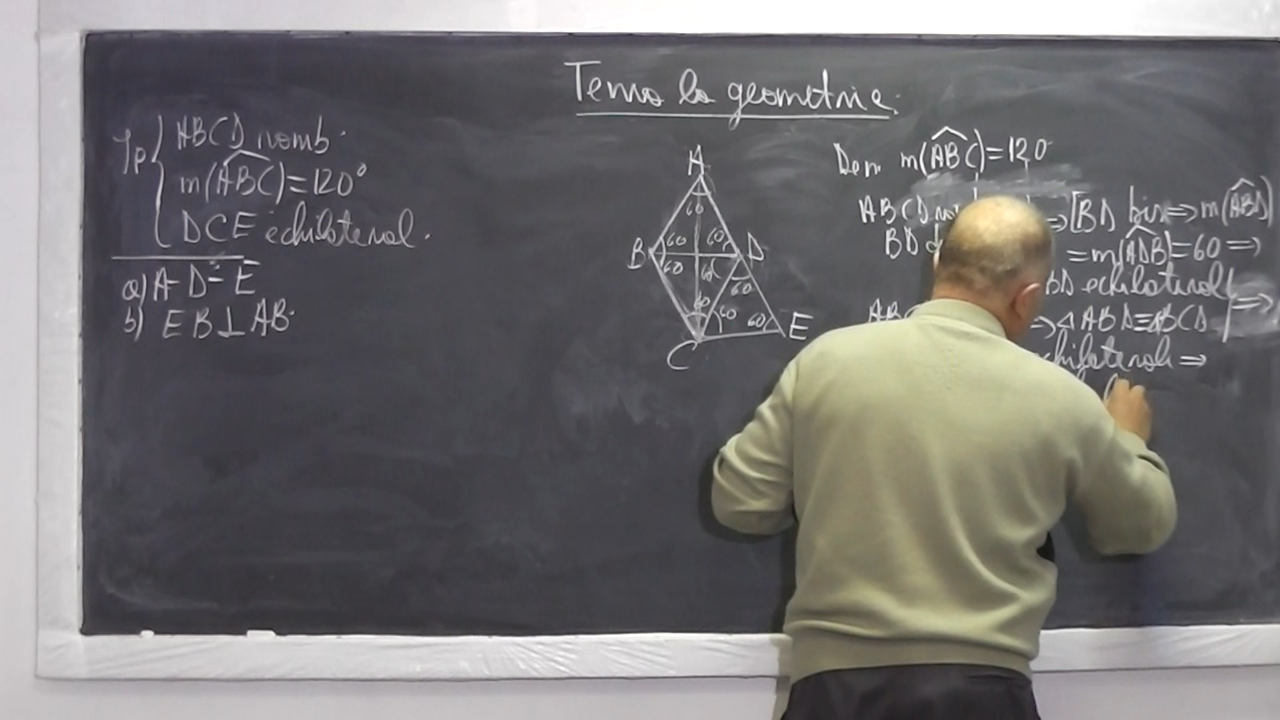 Tema la geometrie.
Ip
ABCD romb.
m(ABC)=120°
DCE echilateral.
a) A-D-E
b) EB⊥AB.
A
B
D
C
E
60
60
60
60
60
60
60
60
60
Dem m(ABC)=120°
ABCD ⇒ [BD bis ⇒ m(ABD)
BD = m(ADB)=60 ⇒
BD echilateral
⇒ △ABD≡BCD ⇒
echilaterale ⇒